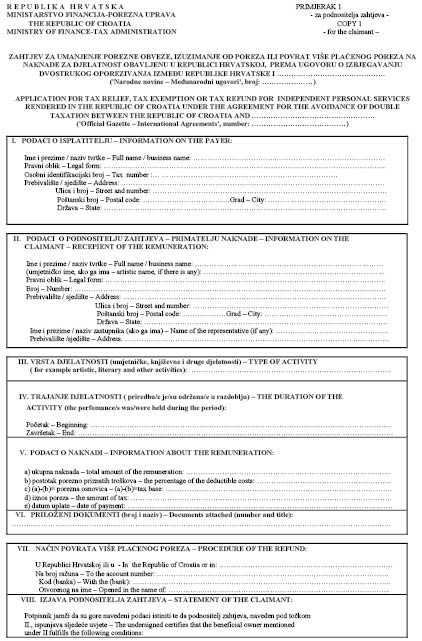 R E P U B L I K A  H R V A T S K A
MINISTARSTVO FINANCIJA-POREZNA UPRAVA
THE REPUBLIC OF CROATIA
MINISTRY OF FINANCE-TAX ADMINISTRATION
PRIMJERAK 1
- za podnositelja zahtjeva -
COPY 1
- for the claimant –
ZAHTJEV ZA UMANJENJE POREZNE OBVEZE, IZUZIMANJE OD POREZA ILI POVRAT VIŠE PLAĆENOG POREZA NA
NAKNADE ZA DJELATNOST OBAVLJENU U REPUBLICI HRVATSKOJ, PREMA UGOVORU O IZBJEGAVANJU
DVOSTRUKOG OPOREZIVANJA IZMEĐU REPUBLIKE HRVATSKE I ……………………………
('Narodne novine – Međunarodni ugovori', broj: …………………)
APPLICATION FOR TAX RELIEF, TAX EXEMPTION OR TAX REFUND FOR INDEPENDENT PERSONAL SERVICES
RENDERED IN THE REPUBLIC OF CROATIA UNDER THE AGREEMENT FOR THE AVOIDANCE OF DOUBLE
TAXATION BETWEEN THE REPUBLIC OF CROATIA AND ……………………………………
('Official Gazette – International Agreements', number: …………………………………)
I. PODACI O ISPLATITELJU – INFORMATION ON THE PAYER:
Ime i prezime / naziv tvrtke – Full name / business name: ……………………………………
Pravni oblik – Legal form: ……………………………………
Osobni identifikacijski broj – Tax number :… ……………………………………
Prebivalište / sjedište – Address: ……………………………………
Ulica i broj – Street and number: ……………………………………
Poštanski broj – Postal code: ……………………………Grad – City: ……………………………
Država – State: ……………………………………
II. PODACI O PODNOSITELJU ZAHTJEVA – PRIMATELJU NAKNADE – INFORMATION ON THE
CLAIMANT – RECEPIENT OF THE REMUNERATION:
Ime i prezime / naziv tvrtke – Full name / business name: ……………………………………
(umjetničko ime, ako ga ima – artistic name, if there is any): ……………………………………
Pravni oblik – Legal form: ……………………………………
Broj – Number: ……………………………………
Prebivalište / sjedište – Address:
Ulica i broj – Street and number: ……………………………………
Poštanski broj – Postal code: ………………Grad – City: ……………………………
Država – State: ……………………………………
Ime i prezime / naziv zastupnika (ako ga ima) – Name of the representative (if any): ……………………………
Prebivalište /sjedište – Address: ……………………………………
III. VRSTA DJELATNOSTI (umjetničke, književne i druge djelatnosti) – TYPE OF ACTIVITY
( for example artistic, literary and other activities): ……………………………………
IV. TRAJANJE DJELATNOSTI ( priredba/e je/su održana/e u razdoblju) – THE DURATION OF THE
ACTIVITY (the perfomance/s was/were held during the period):
Početak – Beginning: ……………………………………
Završetak – End: ……………………………………
V. PODACI O NAKNADI – INFORMATION ABOUT THE REMUNERATION:
a) ukupna naknada – total amount of the remuneration: ……………………………………
b) postotak porezno priznatih troškova – the percentage of the deductible costs: ……………………………
c) (a)-(b)= porezna osnovica – (a)-(b)=tax base: ……………………………………
d) iznos poreza – the amount of tax: ……………………………………
e) datum uplate – date of payment: ……………………………………
VI. PRILOŽENI DOKUMENTI (broj i naziv) – Documents attached (number and title):
……………………………………
VII. NAČIN POVRATA VIŠE PLAĆENOG POREZA – PROCEDURE OF THE REFUND:
U Republici Hrvatskoj ili u - In the Republic of Croatia or in: ……………………………
Na broj računa – To the account number: ……………………………………
Kod (banka) – With the (bank): ……………………………………
Otvorenog na ime – Opened in the name of: ……………………………………
VIII. IZJAVA PODNOSITELJA ZAHTJEVA – STATEMENT OF THE CLAIMANT:
Potpisnik jamči da su gore navedeni podaci istiniti te da podnositelj zahtjeva, naveden pod točkom
II., ispunjava sljedeće uvjete – The undersigned certifies that the beneficial owner mentioned
under II fulfills the following conditions: